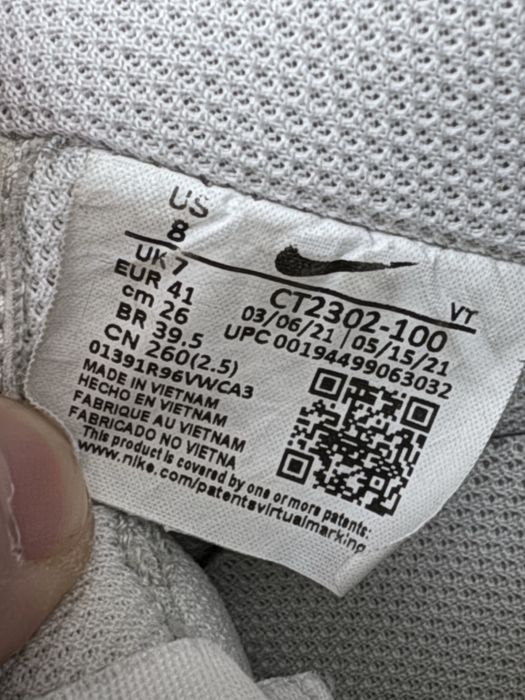 US
8
UK 7
EUR 41
cm 26
BR 39.5
CN 260(2.5)
01391R96VWCA3
MADE IN VIETNAM
HECHO EN VIETNAM
FABRIQUE AU VIETNAM
FABRICADO NO VIETNA
This product is covered by one or more patents:
www.nike.com/patentsvirtualmarking
VT
CT2302-100
03/06/21 | 05/15/21
UPC 00194499063032